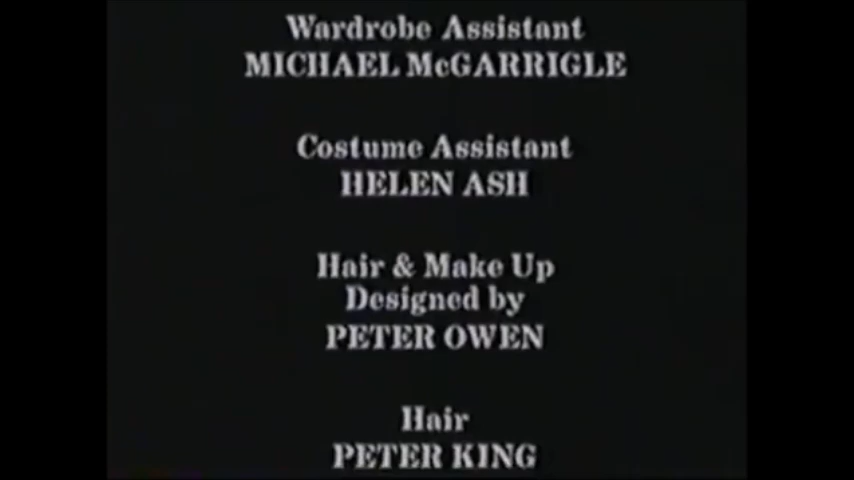 Wardrobe Assistant
MICHAEL McGARRIGLE
Costume Assistant
HELEN ASH
Hair & Make Up
Designed by
PETER OWEN
Hair
PETER KING